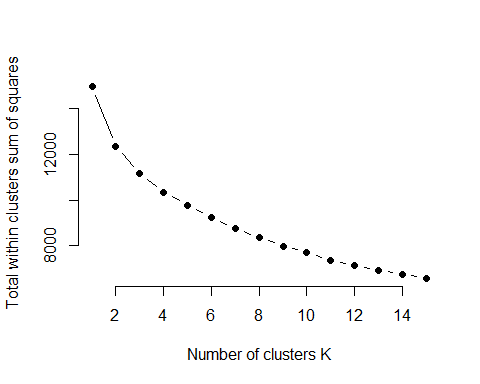 Total within clusters sum of squares
12000
8000
2 4 6 8 10 12 14
Number of clusters K